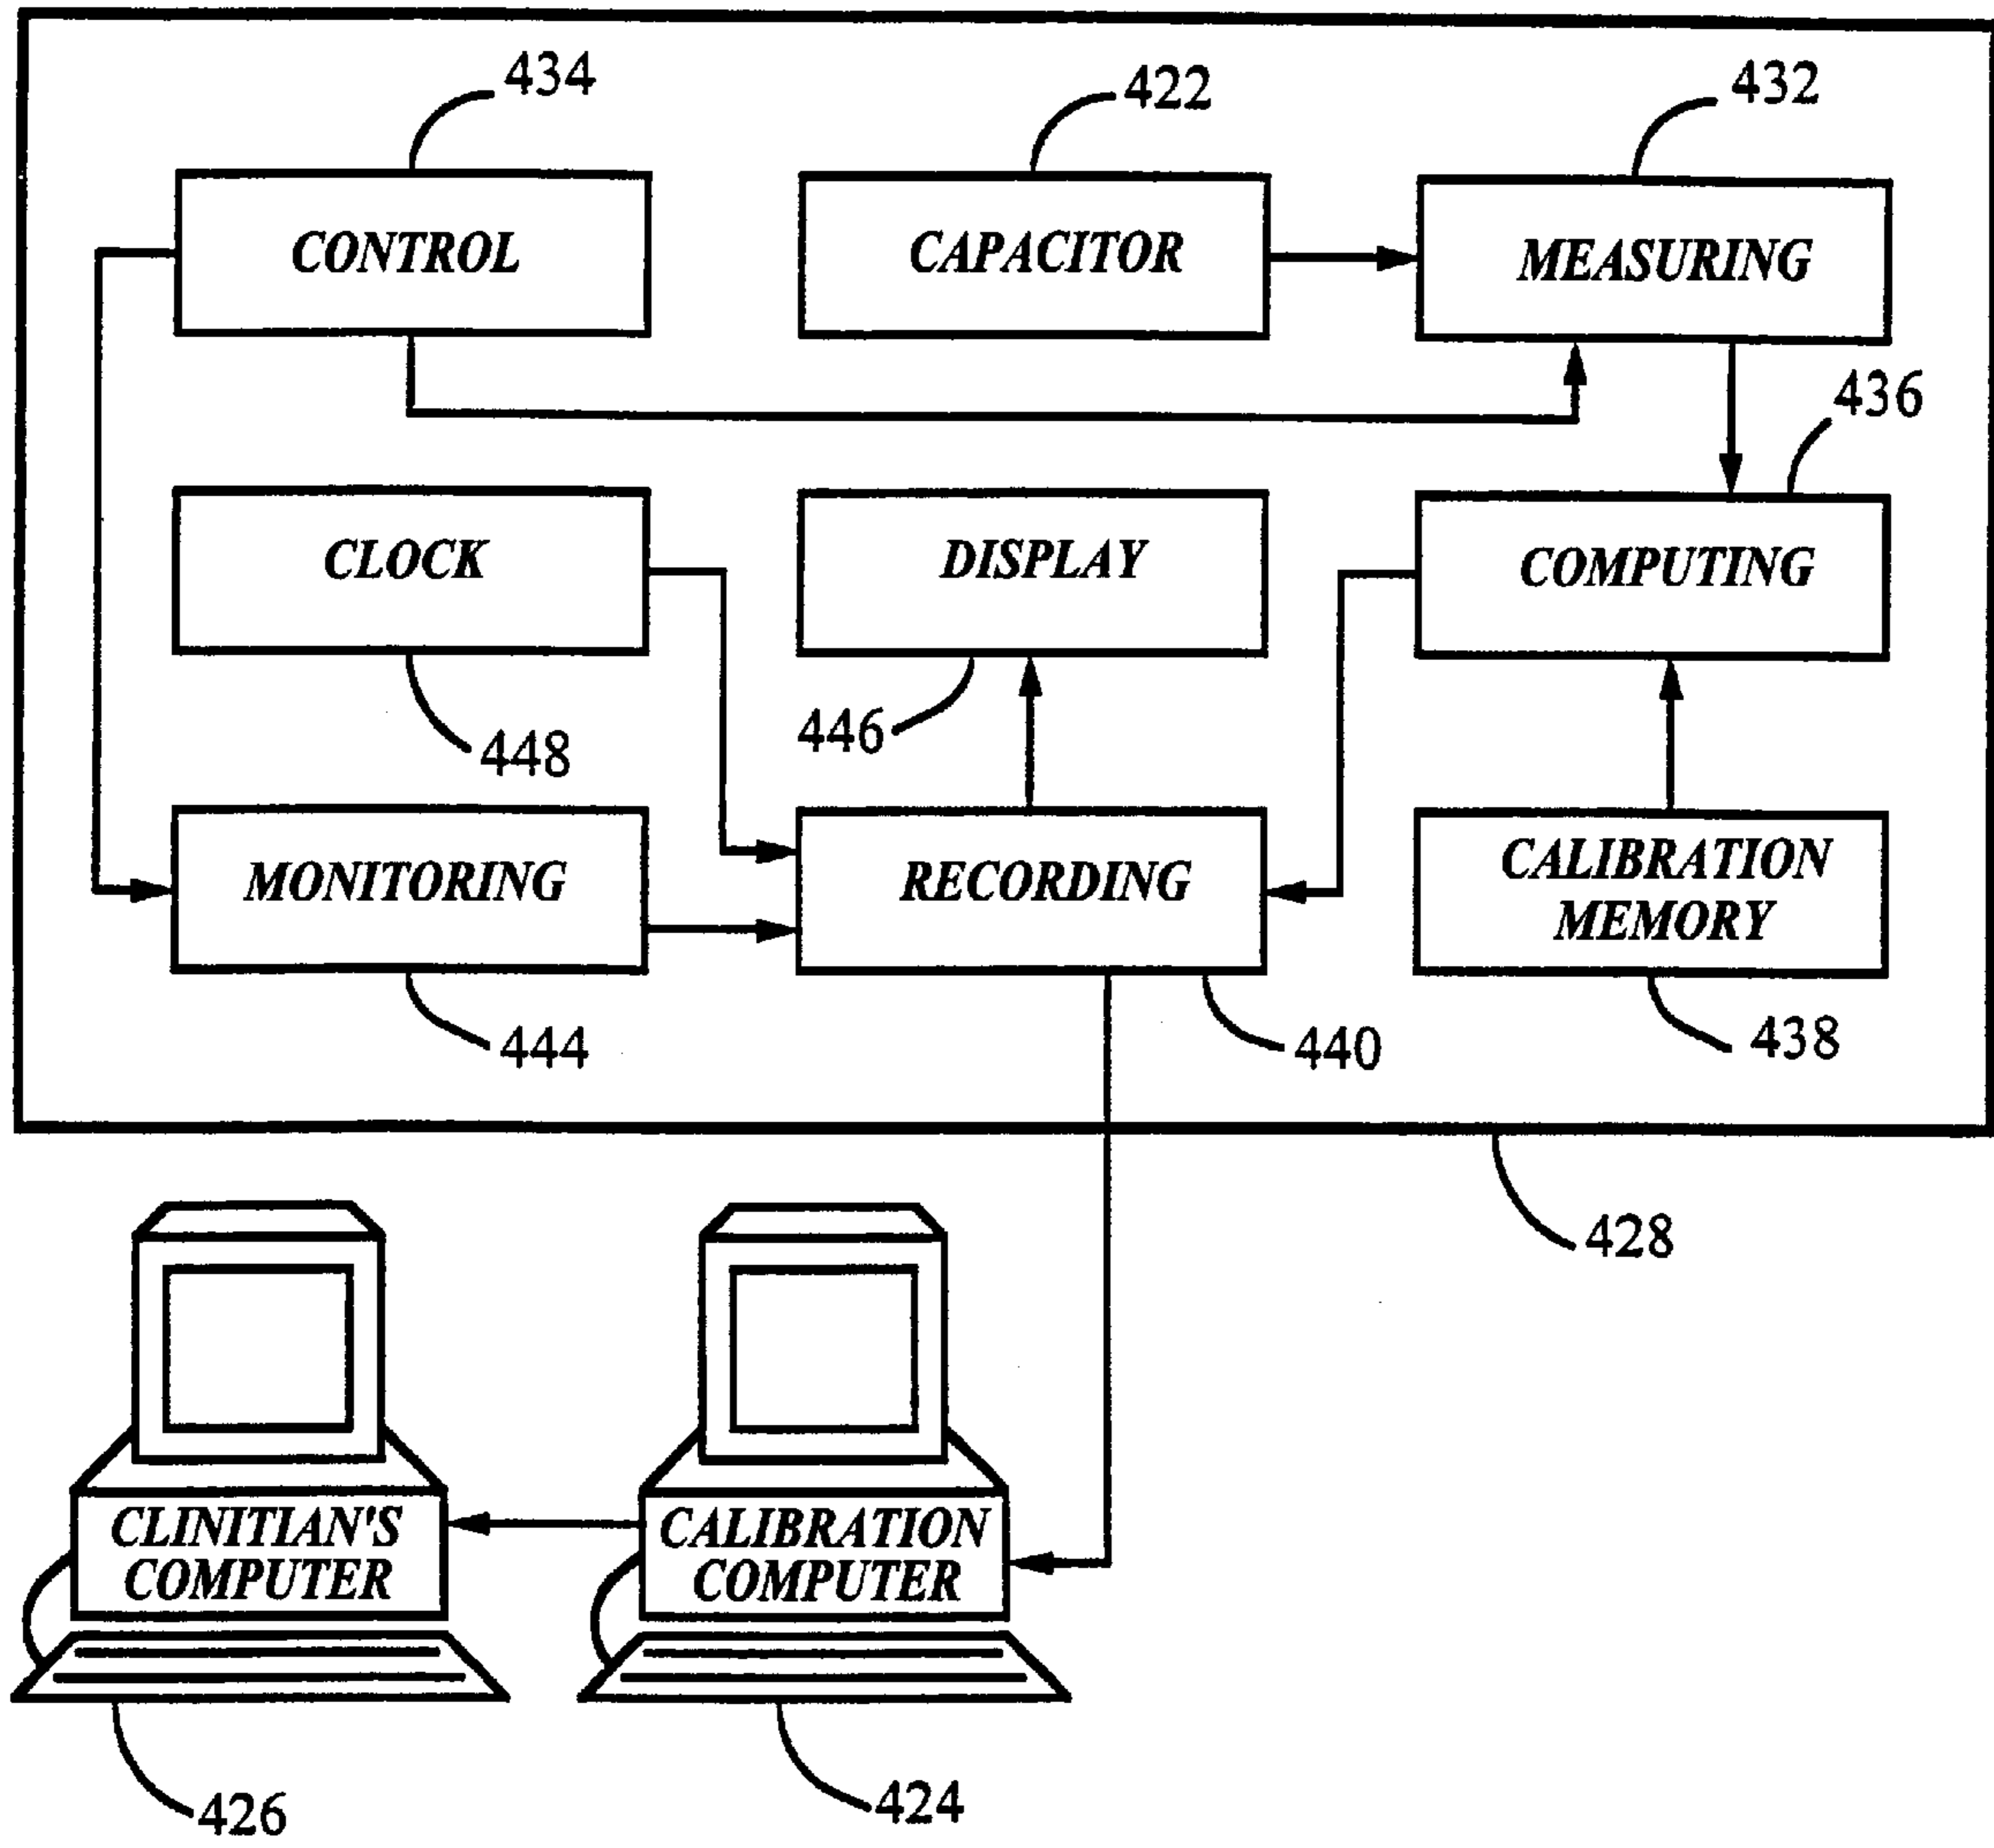 434
422
432
CONTROL
CAPACITOR
MEASURING
436
CLOCK
DISPLAY
COMPUTING
448
446
MONITORING
RECORDING
CALIBRATION
MEMORY
444
440
438
428
CLINITIAN'S
COMPUTER
CALIBRATION
COMPUTER
426
424